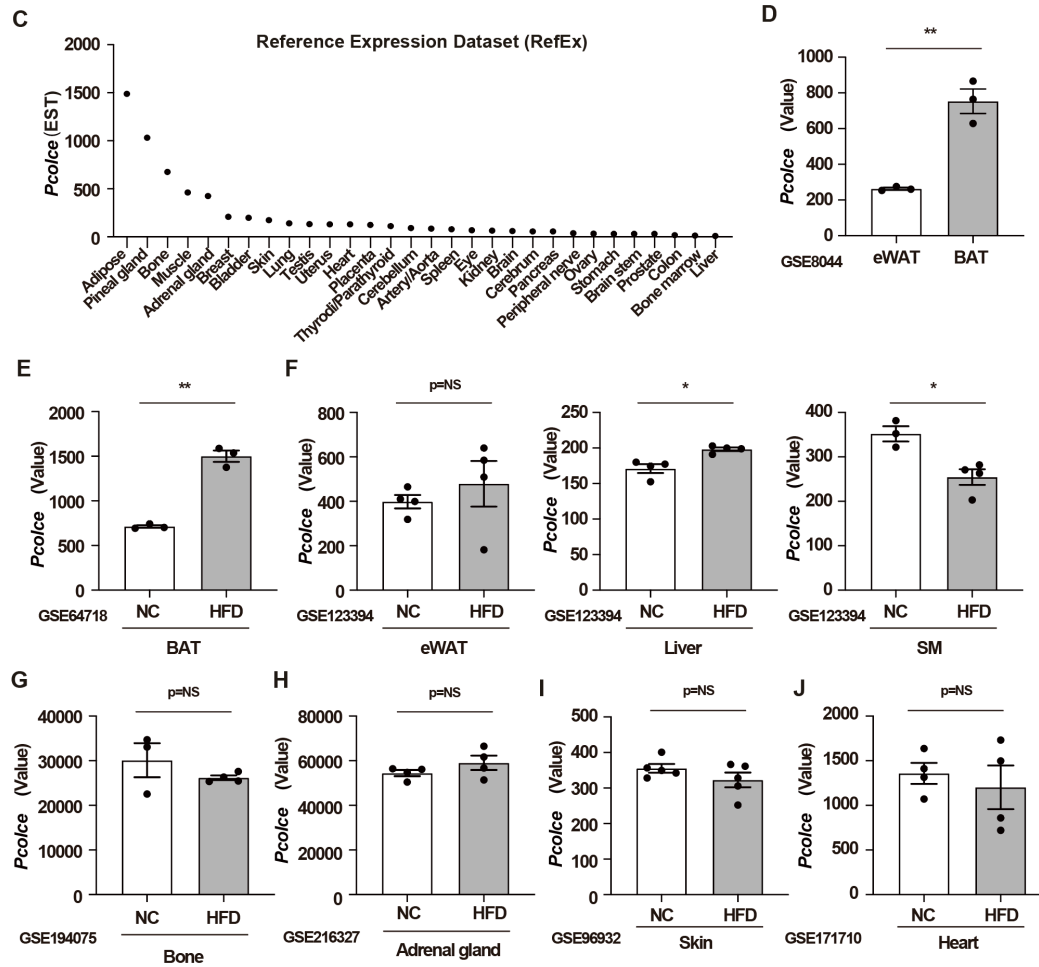 C
Reference Expression Dataset (RefEx)
Pcolce (EST)
2000
1500
1000
500
0
Adipose
Pineal gland
Bone
Muscle
Adrenal gland
Breast
Bladder
Skin
Lung
Testis
Uterus
Heart
Placenta
Thyrodi/Parathyroid
Cerebellum
Artery/Aorta
Spleen
Eye
Kidney
Brain
Cerebrum
Pancreas
Peripheral nerve
Ovary
Stomach
Brain stem
Prostate
Colon
Bone marrow
Liver
D
**
Pcolce (Value)
1000
800
600
400
200
0
eWAT BAT
GSE8044
E
**
Pcolce (Value)
2000
1500
1000
500
0
NC HFD
GSE64718
BAT
F
p=NS
Pcolce (Value)
800
600
400
200
0
NC HFD
GSE123394
eWAT
*
Pcolce (Value)
250
200
150
100
50
0
NC HFD
GSE123394
Liver
*
Pcolce (Value)
400
300
200
100
0
NC HFD
GSE123394
SM
G
p=NS
Pcolce (Value)
40000
30000
20000
10000
0
NC HFD
GSE194075
Bone
H
p=NS
Pcolce (Value)
80000
60000
40000
20000
0
NC HFD
GSE216327
Adrenal gland
I
p=NS
Pcolce (Value)
500
400
300
200
100
0
NC HFD
GSE96932
Skin
J
p=NS
Pcolce (Value)
2000
1500
1000
500
0
NC HFD
GSE171710
Heart